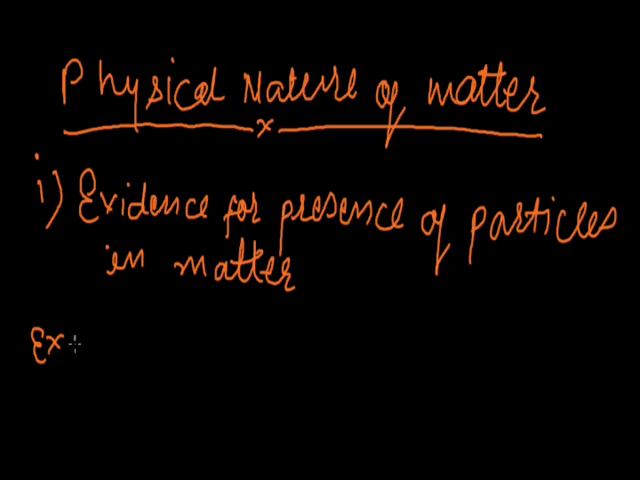 Physical Nature of matter
x
i) Evidence for presence of particles
in matter
Ex